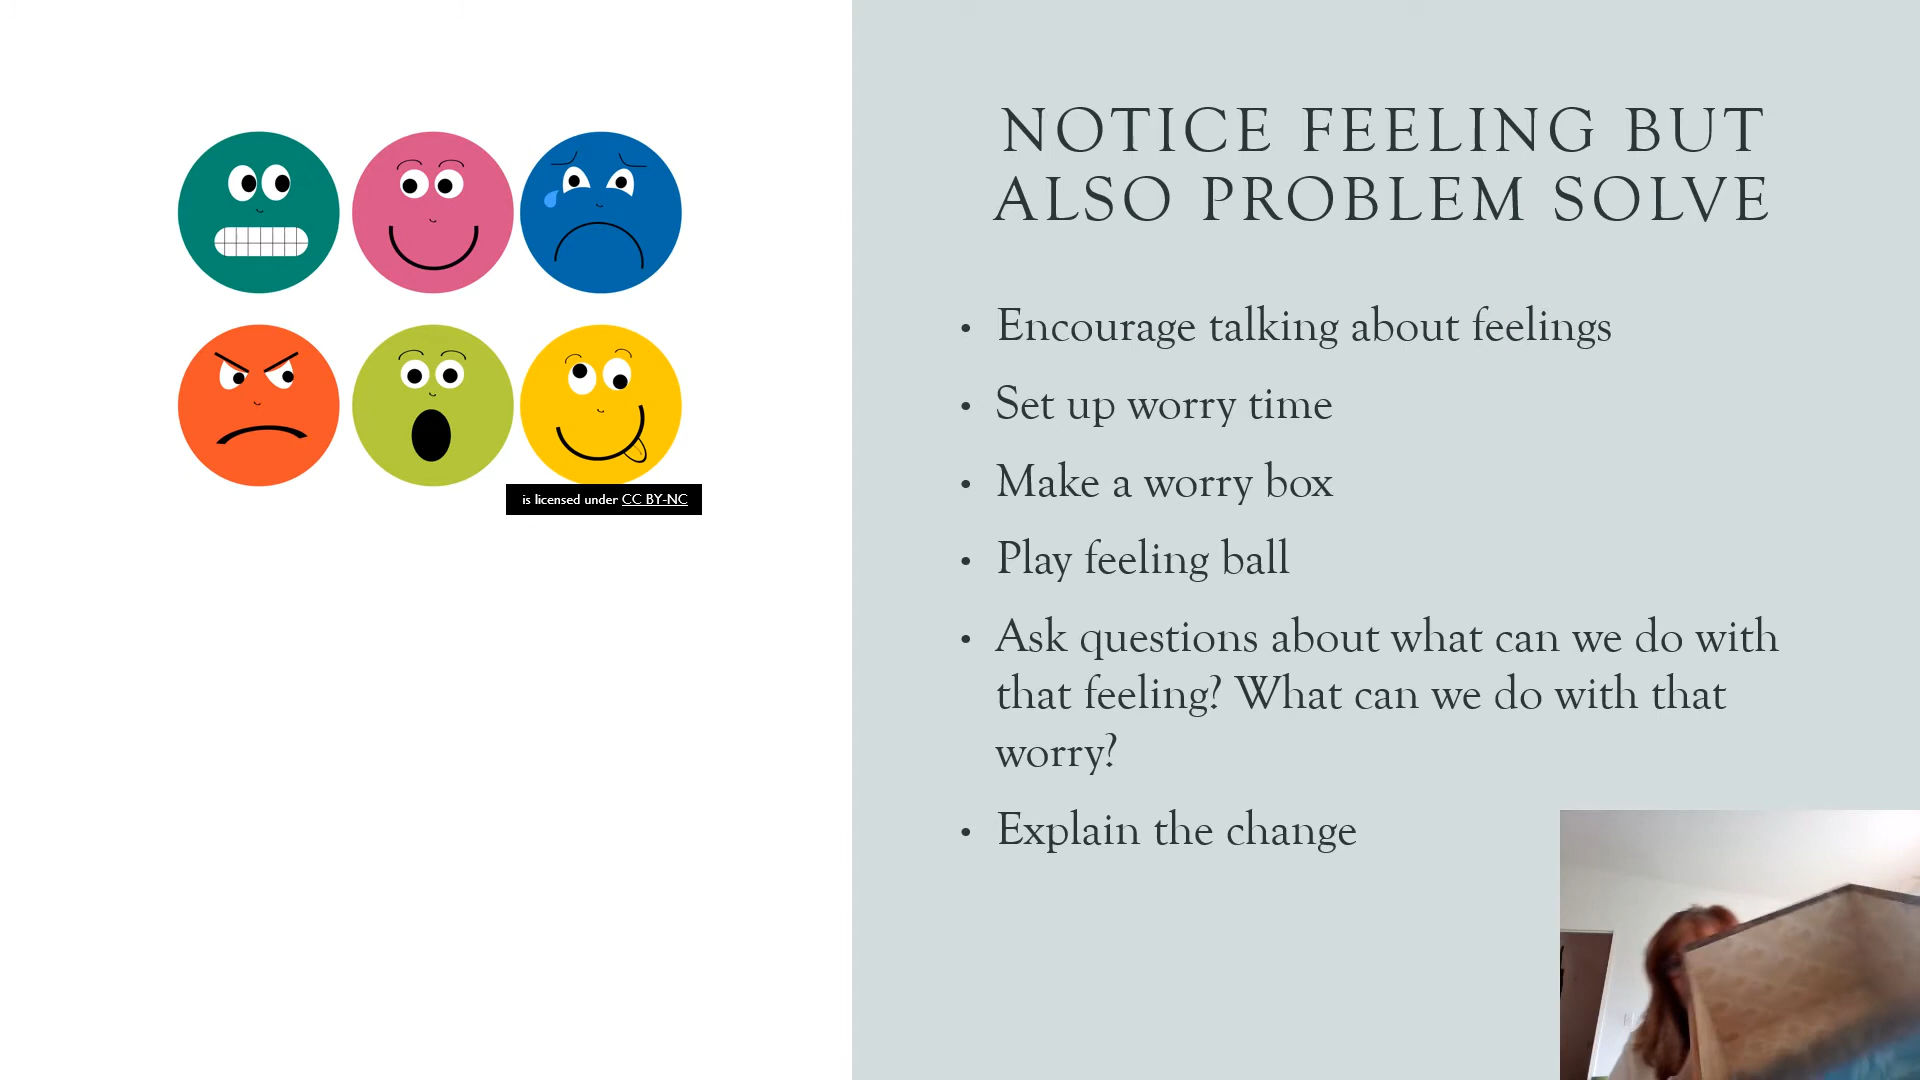 NOTICE FEELING BUT
ALSO PROBLEM SOLVE
• Encourage talking about feelings
• Set up worry time
• Make a worry box
• Play feeling ball
• Ask questions about what can we do with
that feeling? What can we do with that
worry?
• Explain the change
is licensed under CC BY-NC